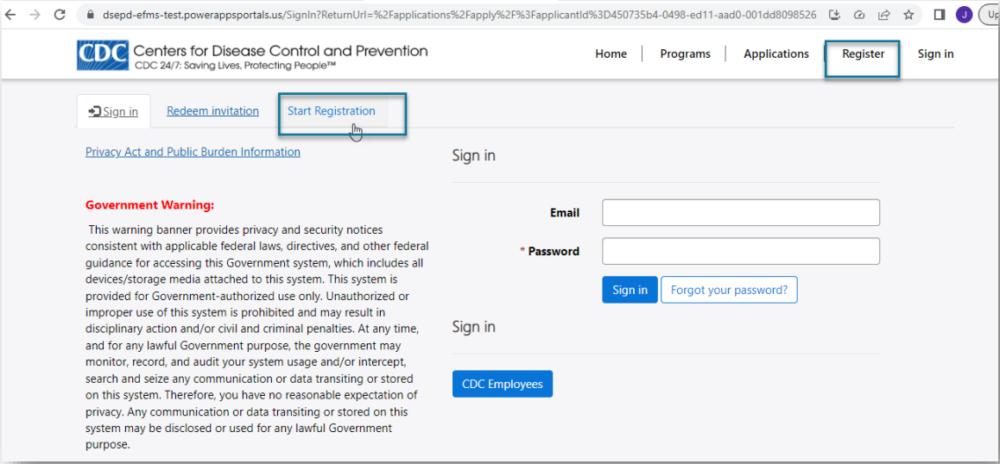 dsepd-efms-test.powerappsportals.us/SignIn?ReturnUrl=%2Fapplications%2Fapply%2F%3FapplicantId%3D450735b4-0498-ed11-aad0-001dd8098526
J
CDC Centers for Disease Control and Prevention
CDC 24/7: Saving Lives, Protecting People™
Home Programs Applications Register Sign in
Sign in Redeem invitation Start Registration
Privacy Act and Public Burden Information
Government Warning:
This warning banner provides privacy and security notices
consistent with applicable federal laws, directives, and other federal
guidance for accessing this Government system, which includes all
devices/storage media attached to this system. This system is
provided for Government-authorized use only. Unauthorized or
improper use of this system is prohibited and may result in
disciplinary action and/or civil and criminal penalties. At any time,
and for any lawful Government purpose, the government may
monitor, record, and audit your system usage and/or intercept,
search and seize any communication or data transiting or stored
on this system. Therefore, you have no reasonable expectation of
privacy. Any communication or data transiting or stored on this
system may be disclosed or used for any lawful Government
purpose.
Sign in
Email
* Password
Sign in Forgot your password?
Sign in
CDC Employees